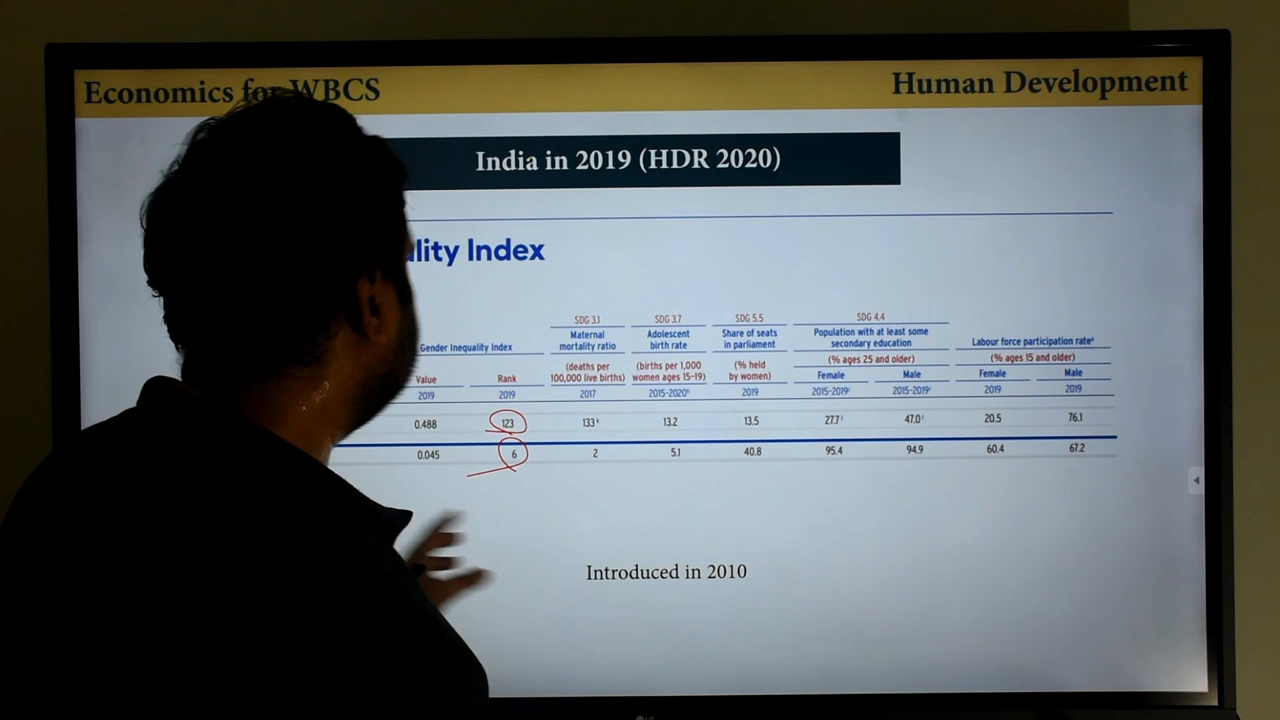 Economics for WBCS
Human Development
India in 2019 (HDR 2020)
lity Index
SDG 3.1 SDG 3.7 SDG 5.5 SDG 4.4
Gender Inequality Index
Maternal mortality ratio
Adolescent birth rate
Share of seats in parliament
Population with at least some secondary education
Labour force participation rateᵃ
Value Rank
(deaths per 100,000 live births)
(births per 1,000 women ages 15-19)
(% held by women)
(% ages 25 and older)
(% ages 15 and older)
Female Male Female Male
2019 2019 2017 2015-2020ᵇ 2019 2015-2019ᶜ 2015-2019ᶜ 2019 2019
0.488 123 133 13.2 13.5 27.7 47.0 20.5 76.1
0.045 6 2 5.1 40.8 95.4 94.9 60.4 67.2
Introduced in 2010
LG